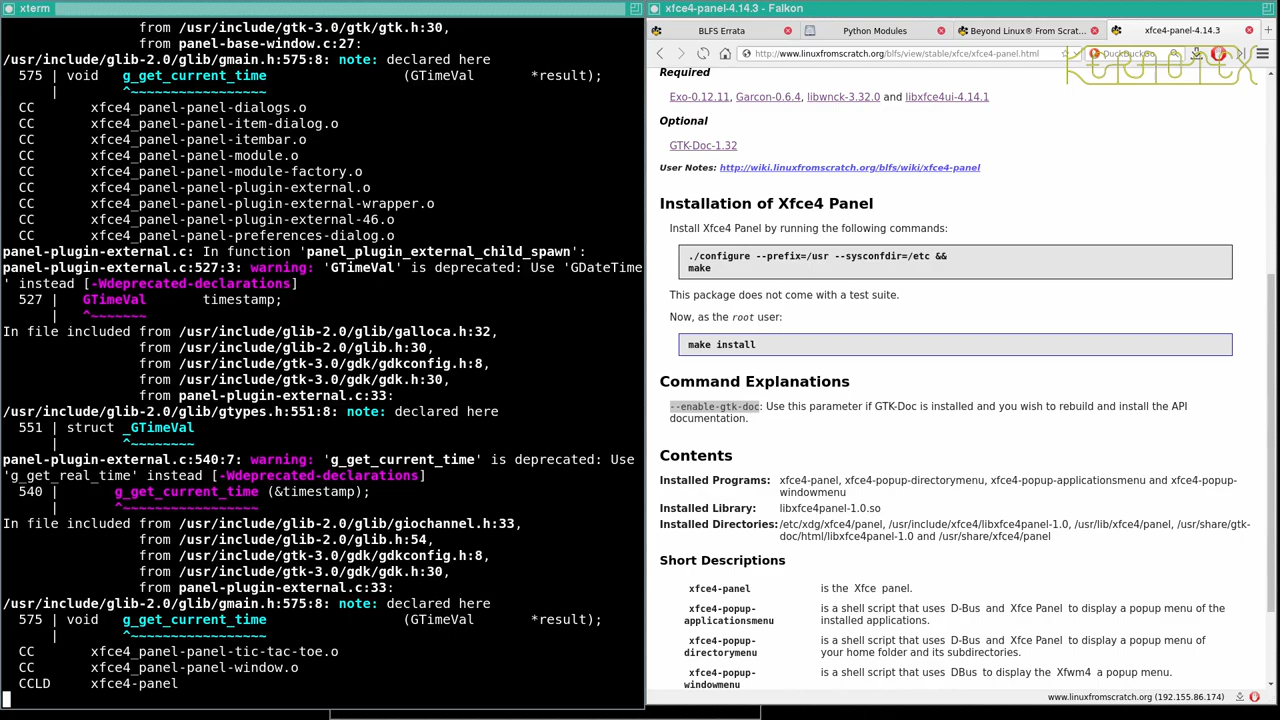 xterm
from /usr/include/gtk-3.0/gtk/gtk.h:30,
from panel-base-window.c:27:
/usr/include/glib-2.0/glib/gmain.h:575:8: note: declared here
575 | void   g_get_current_time                 (GTimeVal      *result);
|        ^~~~~~~~~~~~~~~~~~
CC       xfce4_panel-panel-dialogs.o
CC       xfce4_panel-panel-item-dialog.o
CC       xfce4_panel-panel-itembar.o
CC       xfce4_panel-panel-module.o
CC       xfce4_panel-panel-module-factory.o
CC       xfce4_panel-panel-plugin-external.o
CC       xfce4_panel-panel-plugin-external-wrapper.o
CC       xfce4_panel-panel-plugin-external-46.o
CC       xfce4_panel-panel-preferences-dialog.o
panel-plugin-external.c: In function 'panel_plugin_external_child_spawn':
panel-plugin-external.c:527:3: warning: 'GTimeVal' is deprecated: Use 'GDateTime
' instead [-Wdeprecated-declarations]
527 |   GTimeVal       timestamp;
|   ^~~~~~~~
In file included from /usr/include/glib-2.0/glib/galloca.h:32,
from /usr/include/glib-2.0/glib.h:30,
from /usr/include/gtk-3.0/gdk/gdkconfig.h:8,
from /usr/include/gtk-3.0/gdk/gdk.h:30,
from panel-plugin-external.c:33:
/usr/include/glib-2.0/glib/gtypes.h:551:8: note: declared here
551 | struct _GTimeVal
|        ^~~~~~~~~
panel-plugin-external.c:540:7: warning: 'g_get_current_time' is deprecated: Use
'g_get_real_time' instead [-Wdeprecated-declarations]
540 |       g_get_current_time (&timestamp);
|       ^~~~~~~~~~~~~~~~~~
In file included from /usr/include/glib-2.0/glib/giochannel.h:33,
from /usr/include/glib-2.0/glib.h:54,
from /usr/include/gtk-3.0/gdk/gdkconfig.h:8,
from /usr/include/gtk-3.0/gdk/gdk.h:30,
from panel-plugin-external.c:33:
/usr/include/glib-2.0/glib/gmain.h:575:8: note: declared here
575 | void   g_get_current_time                 (GTimeVal      *result);
|        ^~~~~~~~~~~~~~~~~~
CC       xfce4_panel-panel-tic-tac-toe.o
CC       xfce4_panel-panel-window.o
CCLD     xfce4-panel
xfce4-panel-4.14.3 - Falkon
BLFS Errata
Python Modules
Beyond Linux® From Scrat...
xfce4-panel-4.14.3
http://www.linuxfromscratch.org/blfs/view/stable/xfce/xfce4-panel.html
DuckDuckGo
Required
Exo-0.12.11, Garcon-0.6.4, libwnck-3.32.0 and libxfce4ui-4.14.1
Optional
GTK-Doc-1.32
User Notes: http://wiki.linuxfromscratch.org/blfs/wiki/xfce4-panel
Installation of Xfce4 Panel
Install Xfce4 Panel by running the following commands:
./configure --prefix=/usr --sysconfdir=/etc &&
make
This package does not come with a test suite.
Now, as the root user:
make install
Command Explanations
--enable-gtk-doc: Use this parameter if GTK-Doc is installed and you wish to rebuild and install the API
documentation.
Contents
Installed Programs: xfce4-panel, xfce4-popup-directorymenu, xfce4-popup-applicationsmenu and xfce4-popup-
windowmenu
Installed Library: libxfce4panel-1.0.so
Installed Directories: /etc/xdg/xfce4/panel, /usr/include/xfce4/libxfce4panel-1.0, /usr/lib/xfce4/panel, /usr/share/gtk-
doc/html/libxfce4panel-1.0 and /usr/share/xfce4/panel
Short Descriptions
xfce4-panel is the Xfce panel.
xfce4-popup- is a shell script that uses D-Bus and Xfce Panel to display a popup menu of the
applicationsmenu installed applications.
xfce4-popup- is a shell script that uses D-Bus and Xfce Panel to display a popup menu of
directorymenu your home folder and its subdirectories.
xfce4-popup- is a shell script that uses DBus to display the Xfwm4 a popup menu.
windowmenu
www.linuxfromscratch.org (192.155.86.174)